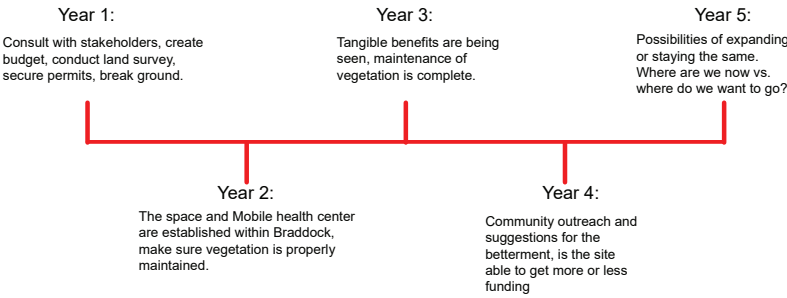 Year 1:
Consult with stakeholders, create
budget, conduct land survey,
secure permits, break ground.
Year 2:
The space and Mobile health center
are established within Braddock,
make sure vegetation is properly
maintained.
Year 3:
Tangible benefits are being
seen, maintenance of
vegetation is complete.
Year 4:
Community outreach and
suggestions for the
betterment, is the site
able to get more or less
funding
Year 5:
Possibilities of expanding
or staying the same.
Where are we now vs.
where do we want to go?